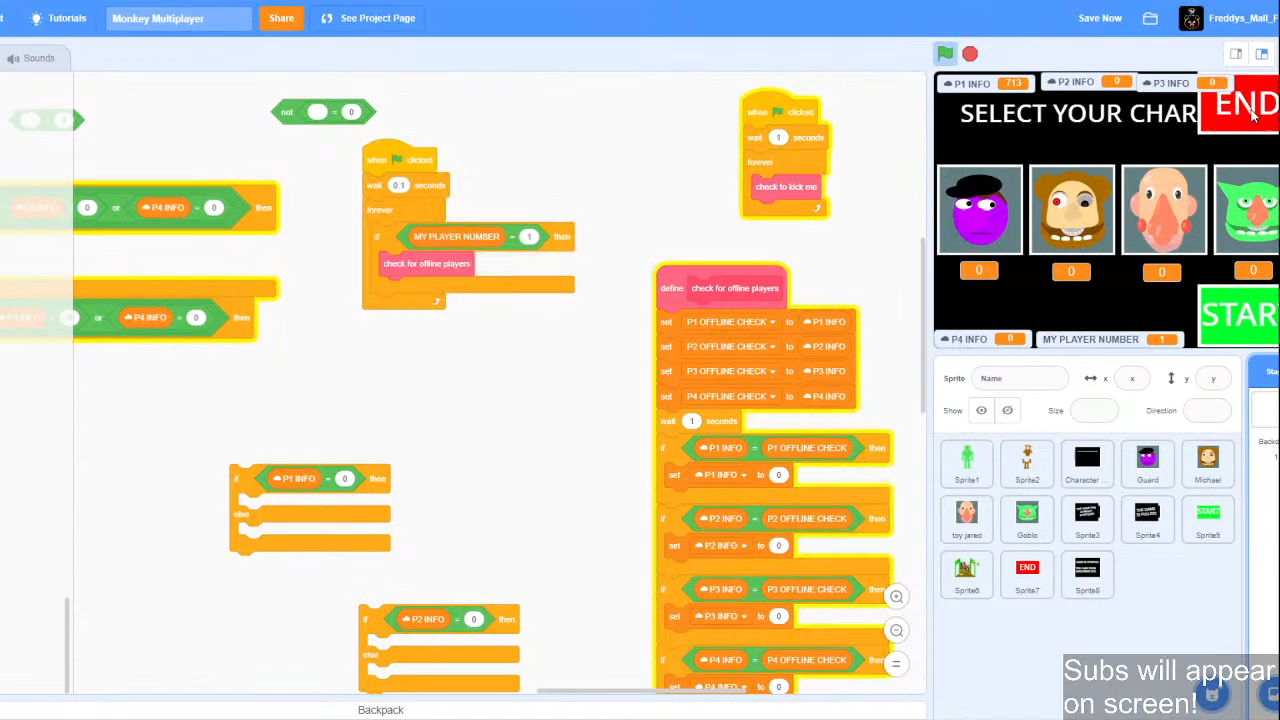 t Tutorials Monkey Multiplayer Share See Project Page Save Now Freddys_Mall_F
Sounds
P1 INFO 713 P2 INFO 0 P3 INFO 0
SELECT YOUR CHAR END
0 0 0 0
START
P4 INFO 0 MY PLAYER NUMBER 1
not = 0
when clicked
wait 1 seconds
forever
check to kick me
when clicked
wait 0.1 seconds
forever
if MY PLAYER NUMBER = 1 then
check for offline players
0 or P4 INFO = 0 then
or P4 INFO = 0 then
define check for offline players
set P1 OFFLINE CHECK to P1 INFO
set P2 OFFLINE CHECK to P2 INFO
set P3 OFFLINE CHECK to P3 INFO
set P4 OFFLINE CHECK to P4 INFO
wait 1 seconds
if P1 INFO = P1 OFFLINE CHECK then
set P1 INFO to 0
if P2 INFO = P2 OFFLINE CHECK then
set P2 INFO to 0
if P3 INFO = P3 OFFLINE CHECK then
set P3 INFO to 0
if P4 INFO = P4 OFFLINE CHECK then
set P4 INFO to 0
if P1 INFO = 0 then
else
if P2 INFO = 0 then
else
Sprite Name x x y y
Show Size Direction
Sprite1 Sprite2 Character ... Guard Michael
toy jared Goblo Sprite3 Sprite4 Sprite5
Sprite6 Sprite7 Sprite8
Backpack
Subs will appear
on screen!